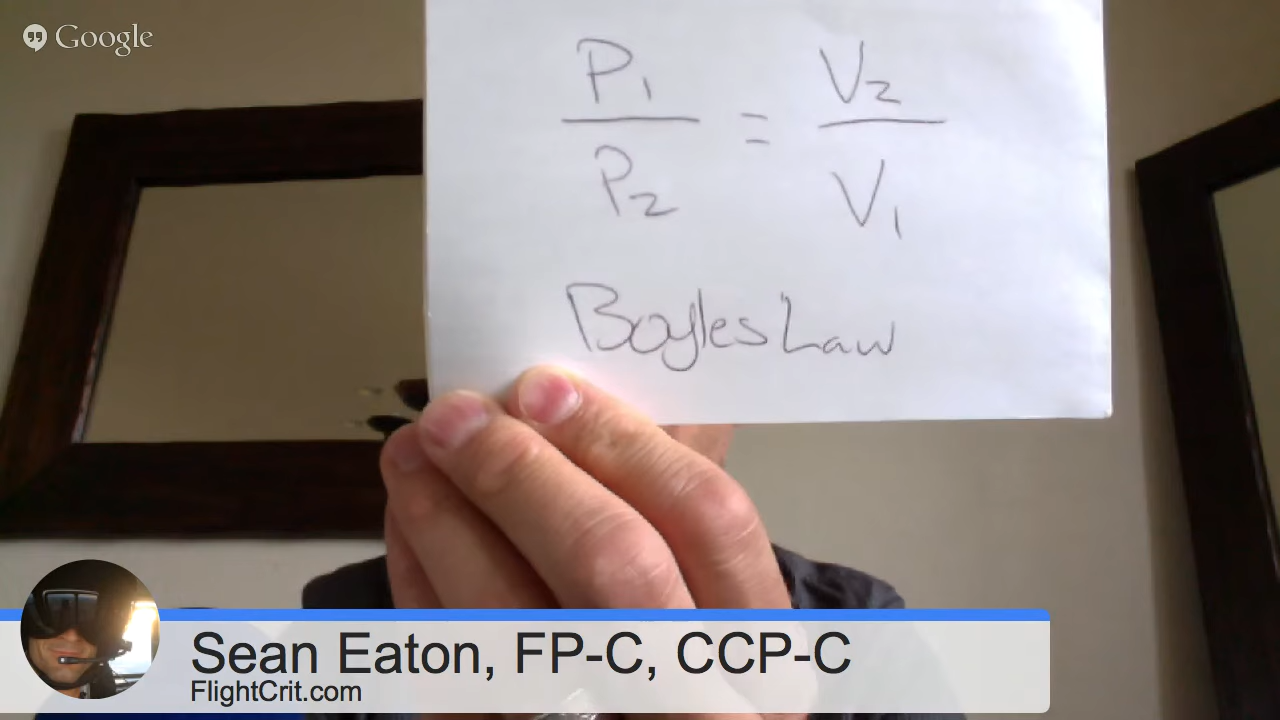 Google
P₁ / P₂ = V₂ / V₁
Boyles Law
Sean Eaton, FP-C, CCP-C
FlightCrit.com